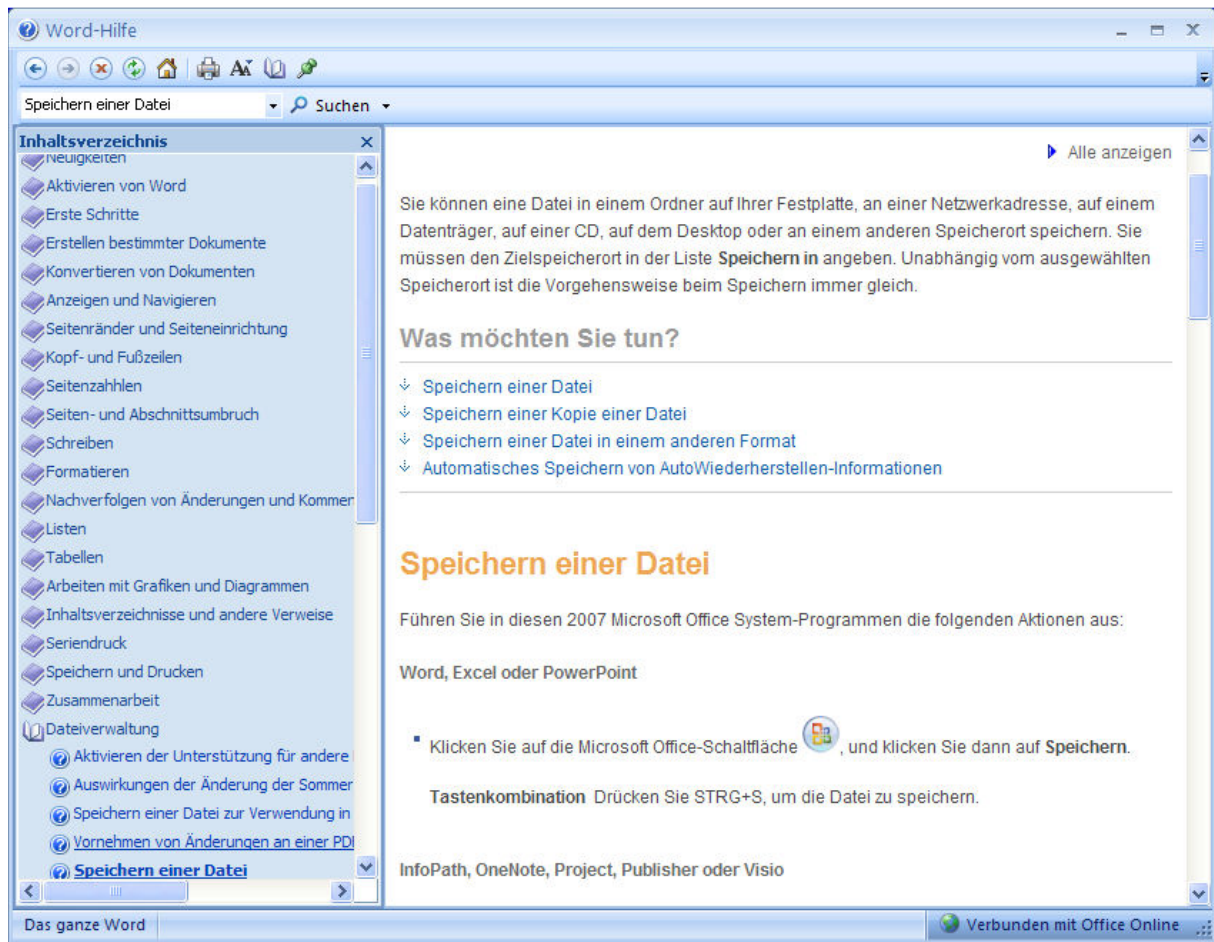 Word-Hilfe
Speichern einer Datei
Suchen
Inhaltsverzeichnis
Neuigkeiten
Aktivieren von Word
Erste Schritte
Erstellen bestimmter Dokumente
Konvertieren von Dokumenten
Anzeigen und Navigieren
Seitenränder und Seiteneinrichtung
Kopf- und Fußzeilen
Seitenzahhlen
Seiten- und Abschnittsumbruch
Schreiben
Formatieren
Nachverfolgen von Änderungen und Kommen
Listen
Tabellen
Arbeiten mit Grafiken und Diagrammen
Inhaltsverzeichnisse und andere Verweise
Seriendruck
Speichern und Drucken
Zusammenarbeit
Dateiverwaltung
Aktivieren der Unterstützung für andere
Auswirkungen der Änderung der Sommer
Speichern einer Datei zur Verwendung in
Vornehmen von Änderungen an einer PDF
Speichern einer Datei
Alle anzeigen
Sie können eine Datei in einem Ordner auf Ihrer Festplatte, an einer Netzwerkadresse, auf einem
Datenträger, auf einer CD, auf dem Desktop oder an einem anderen Speicherort speichern. Sie
müssen den Zielspeicherort in der Liste Speichern in angeben. Unabhängig vom ausgewählten
Speicherort ist die Vorgehensweise beim Speichern immer gleich.
Was möchten Sie tun?
Speichern einer Datei
Speichern einer Kopie einer Datei
Speichern einer Datei in einem anderen Format
Automatisches Speichern von AutoWiederherstellen-Informationen
Speichern einer Datei
Führen Sie in diesen 2007 Microsoft Office System-Programmen die folgenden Aktionen aus:
Word, Excel oder PowerPoint
Klicken Sie auf die Microsoft Office-Schaltfläche , und klicken Sie dann auf Speichern.
Tastenkombination Drücken Sie STRG+S, um die Datei zu speichern.
InfoPath, OneNote, Project, Publisher oder Visio
Das ganze Word
Verbunden mit Office Online